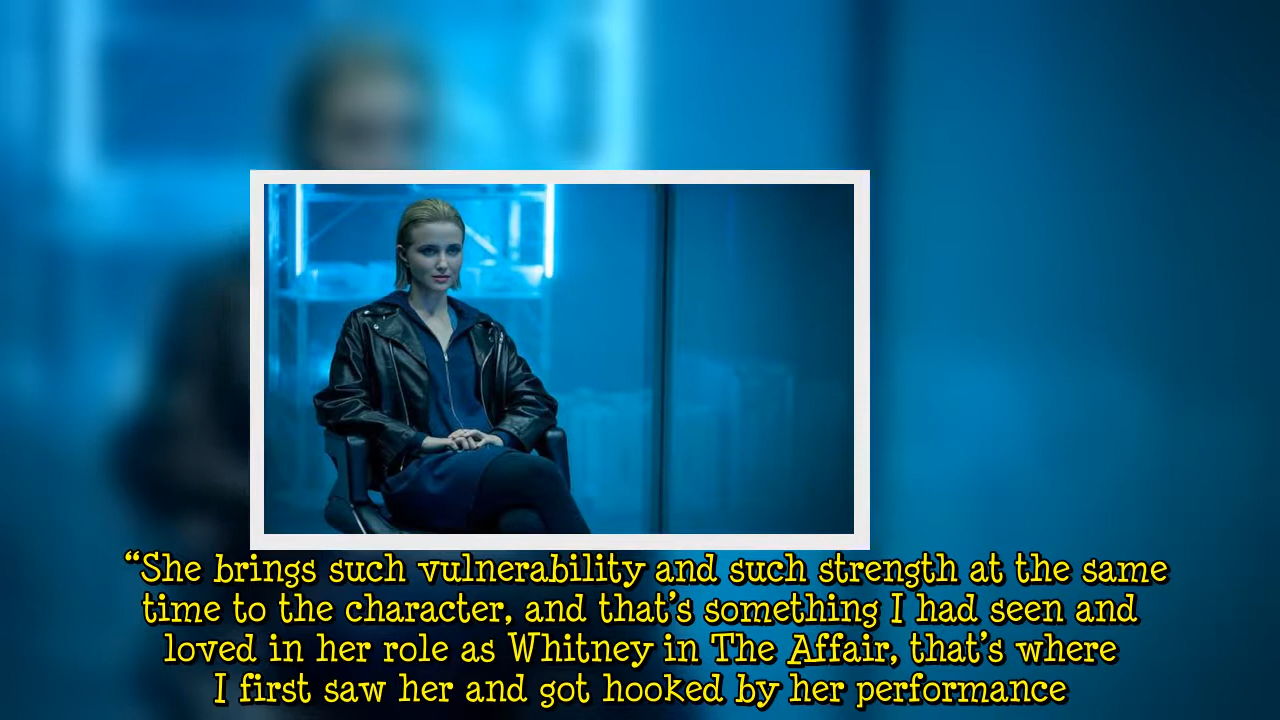 “She brings such vulnerability and such strength at the same
time to the character, and that’s something I had seen and
loved in her role as Whitney in The Affair, that’s where
I first saw her and got hooked by her performance